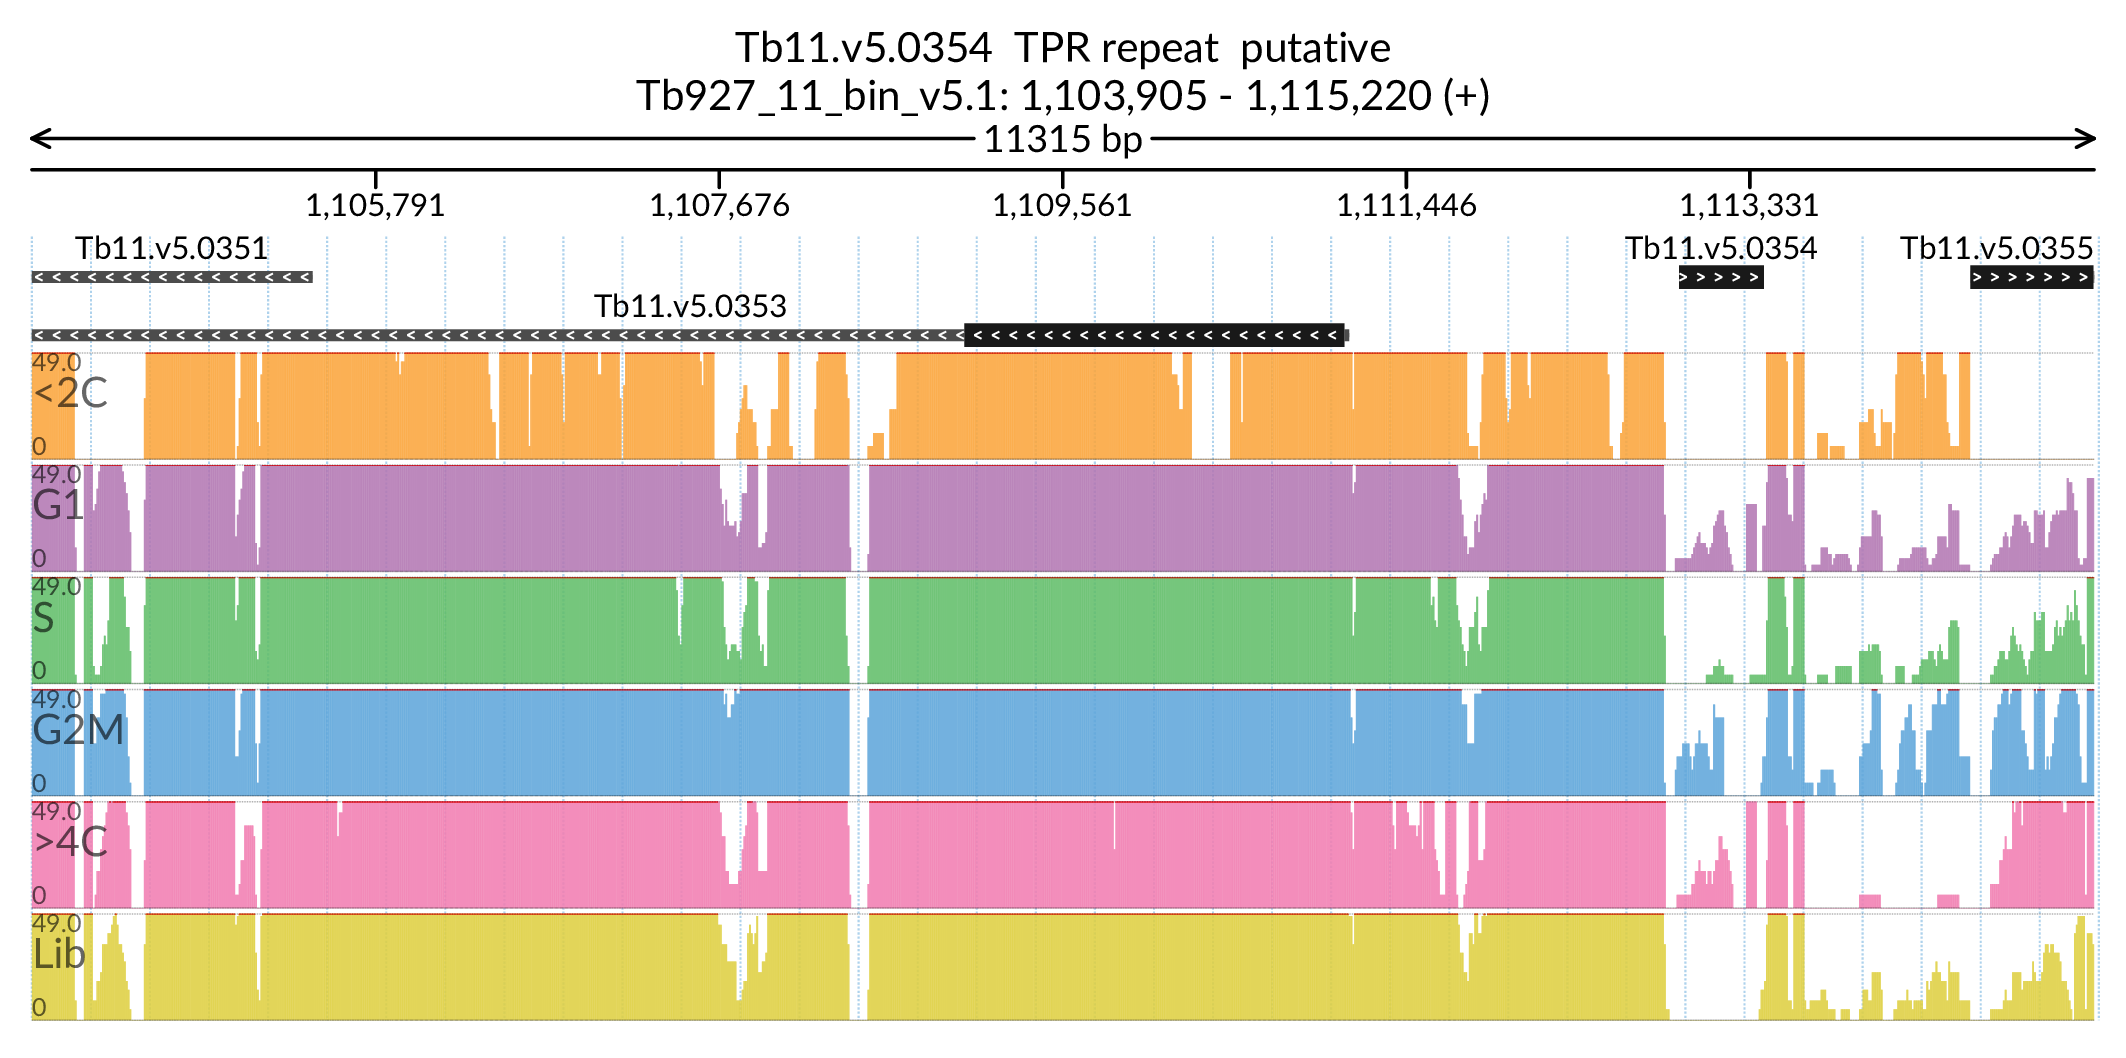 Tb11.v5.0354 TPR repeat putative
Tb927_11_bin_v5.1: 1,103,905 - 1,115,220 (+)
11315 bp
1,105,791 1,107,676 1,109,561 1,111,446 1,113,331
Tb11.v5.0351 Tb11.v5.0354 Tb11.v5.0355
Tb11.v5.0353
49.0
<2C
0
49.0
G1
0
49.0
S
0
49.0
G2M
0
49.0
>4C
0
49.0
Lib
0